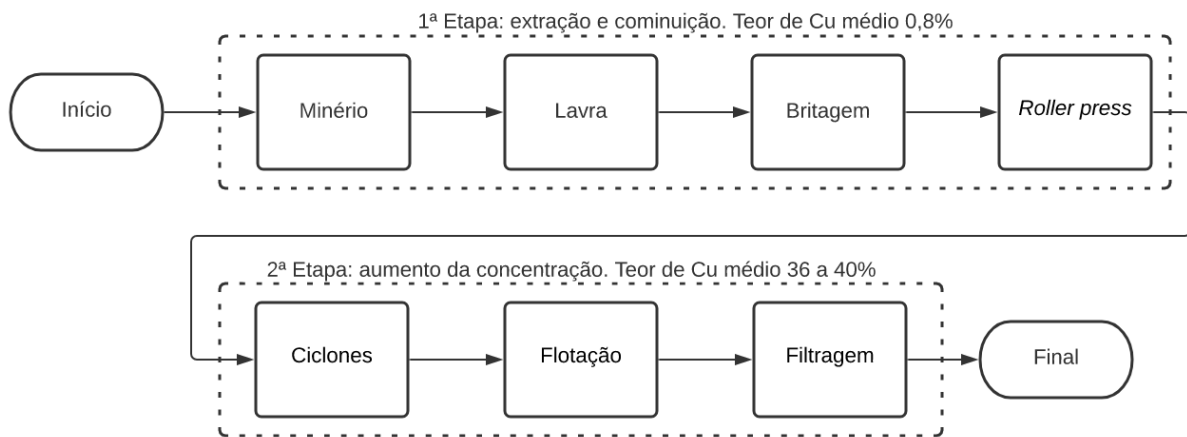 1ª Etapa: extração e cominuição. Teor de Cu médio 0,8%
Início
Minério
Lavra
Britagem
Roller press
2ª Etapa: aumento da concentração. Teor de Cu médio 36 a 40%
Ciclones
Flotação
Filtragem
Final